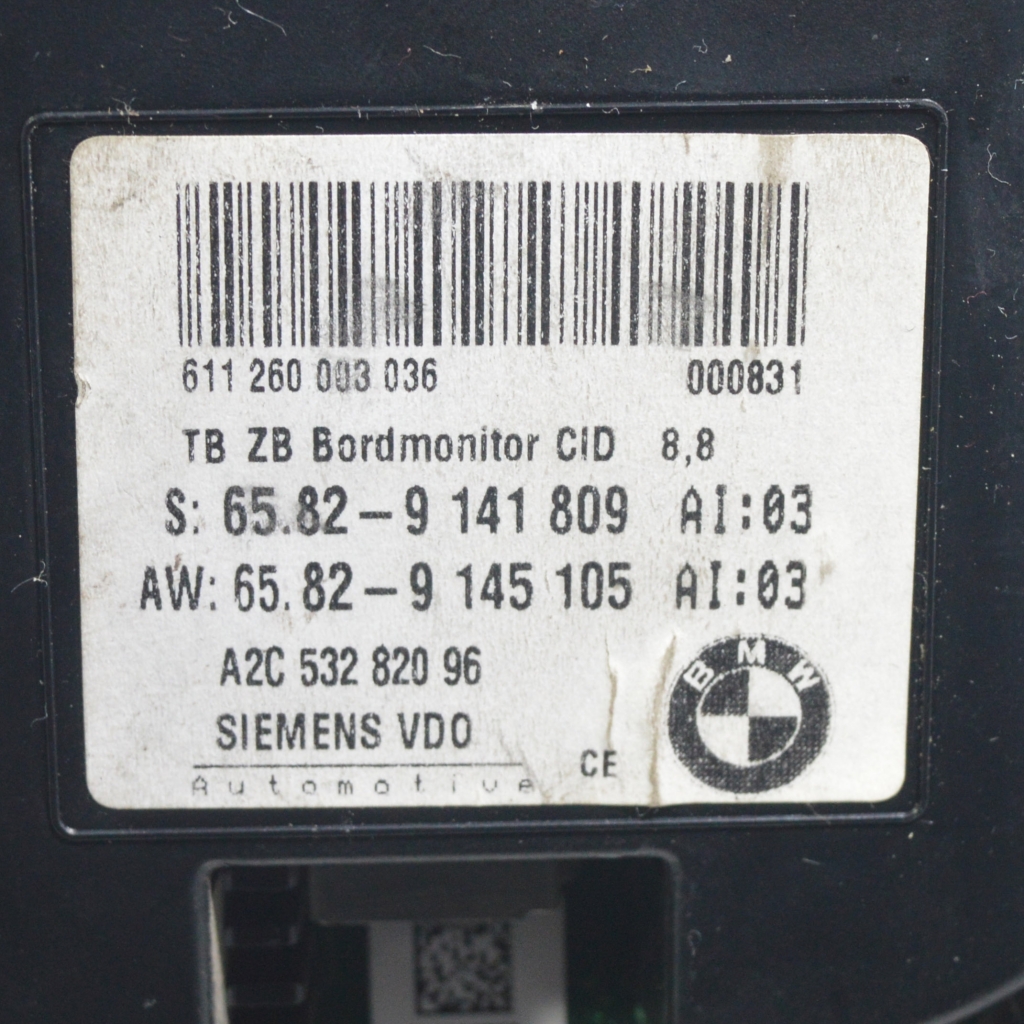 611 260 003 036 000831
TB ZB Bordmonitor CID 8,8
S: 65.82-9 141 809 AI:03
AW: 65.82-9 145 105 AI:03
A2C 532 820 96
SIEMENS VDO
Automotive
CE
BMW